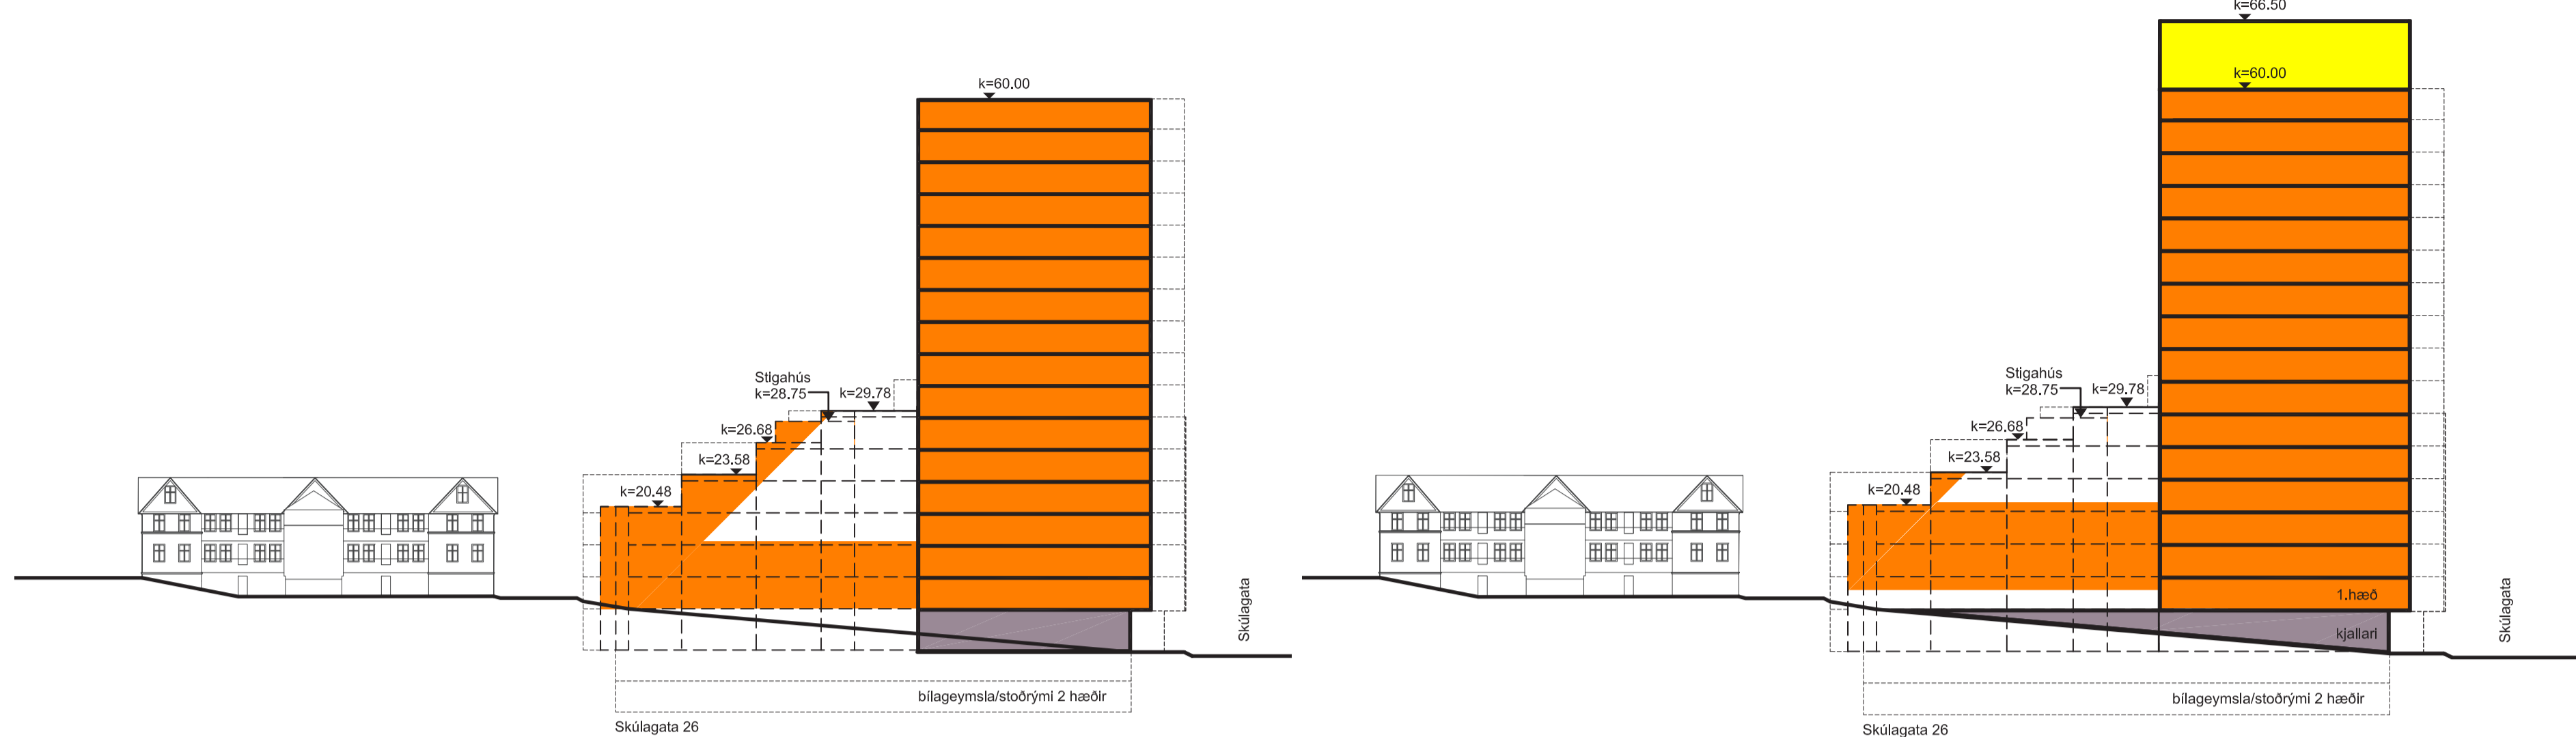 k=60.00
Stigahús
k=28.75
k=29.78
k=26.68
k=23.58
k=20.48
Skúlagata
bílageymsla/stoðrými 2 hæðir
Skúlagata 26
k=66.50
k=60.00
Stigahús
k=28.75
k=29.78
k=26.68
k=23.58
k=20.48
1.hæð
kjallari
Skúlagata
bílageymsla/stoðrými 2 hæðir
Skúlagata 26